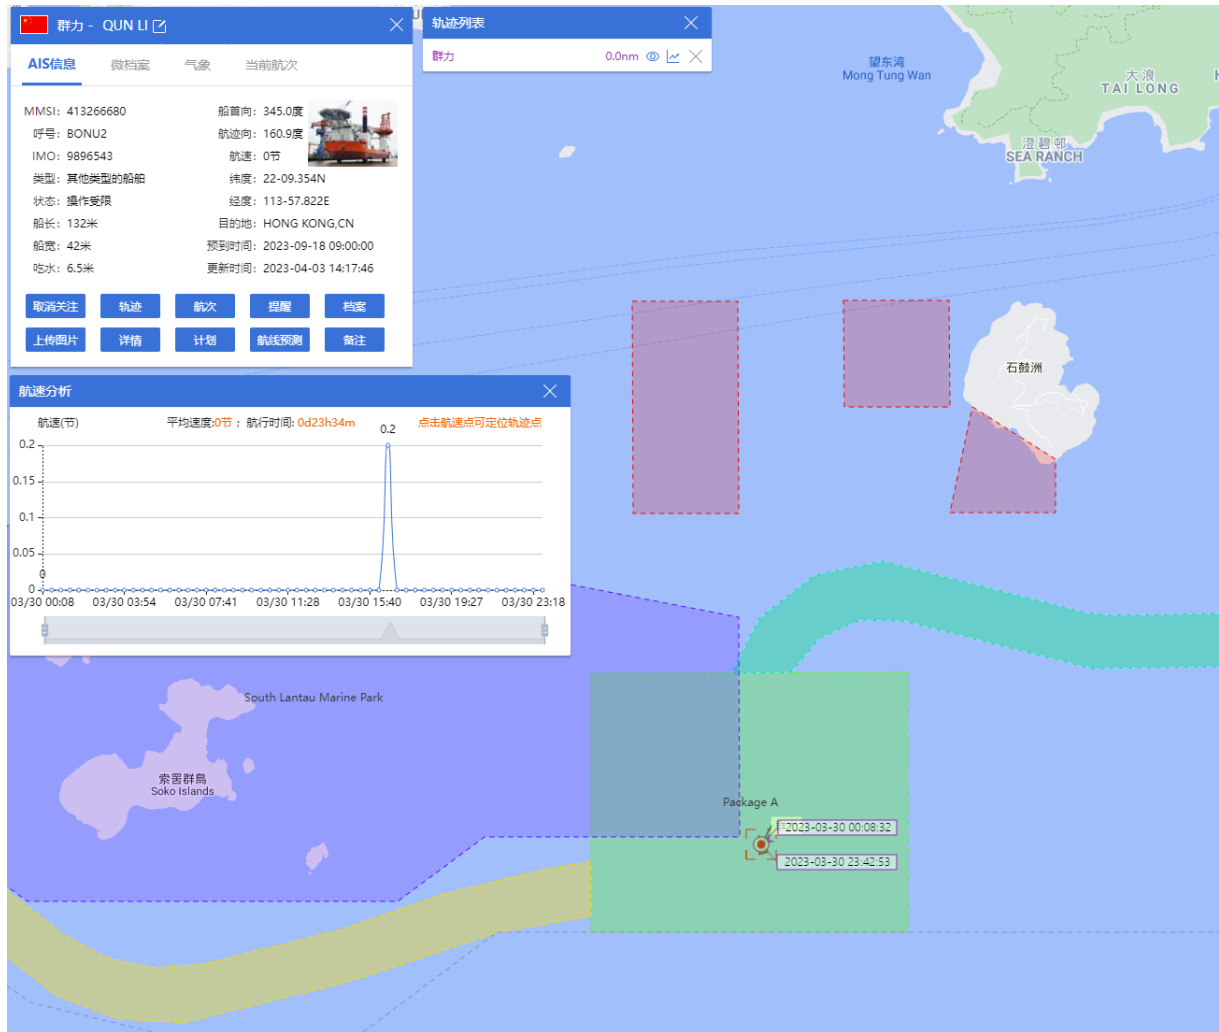 群力 - QUN LI
AIS信息 微档案 气象 当前航次
MMSI: 413266680 船首向: 345.0度
呼号: BONU2 航迹向: 160.9度
IMO: 9896543 航速: 0节
类型: 其他类型的船舶 纬度: 22-09.354N
状态: 操作受限 经度: 113-57.822E
船长: 132米 目的地: HONG KONG,CN
船宽: 42米 预到时间: 2023-09-18 09:00:00
吃水: 6.5米 更新时间: 2023-04-03 14:17:46
取消关注 轨迹 航次 提醒 档案
上传图片 详情 计划 航线预测 备注
轨迹列表
群力 0.0nm
望东湾
Mong Tung Wan
大浪
TAI LONG
澄碧邨
SEA RANCH
石鼓洲
航速分析
航速(节) 平均速度:0节 ; 航行时间: 0d23h34m 点击航速点可定位轨迹点
0.2
0.2
0.15
0.1
0.05
0
0
03/30 00:08 03/30 03:54 03/30 07:41 03/30 11:28 03/30 15:40 03/30 19:27 03/30 23:18
South Lantau Marine Park
索罟群島
Soko Islands
Package A
2023-03-30 00:08:32
2023-03-30 23:42:53